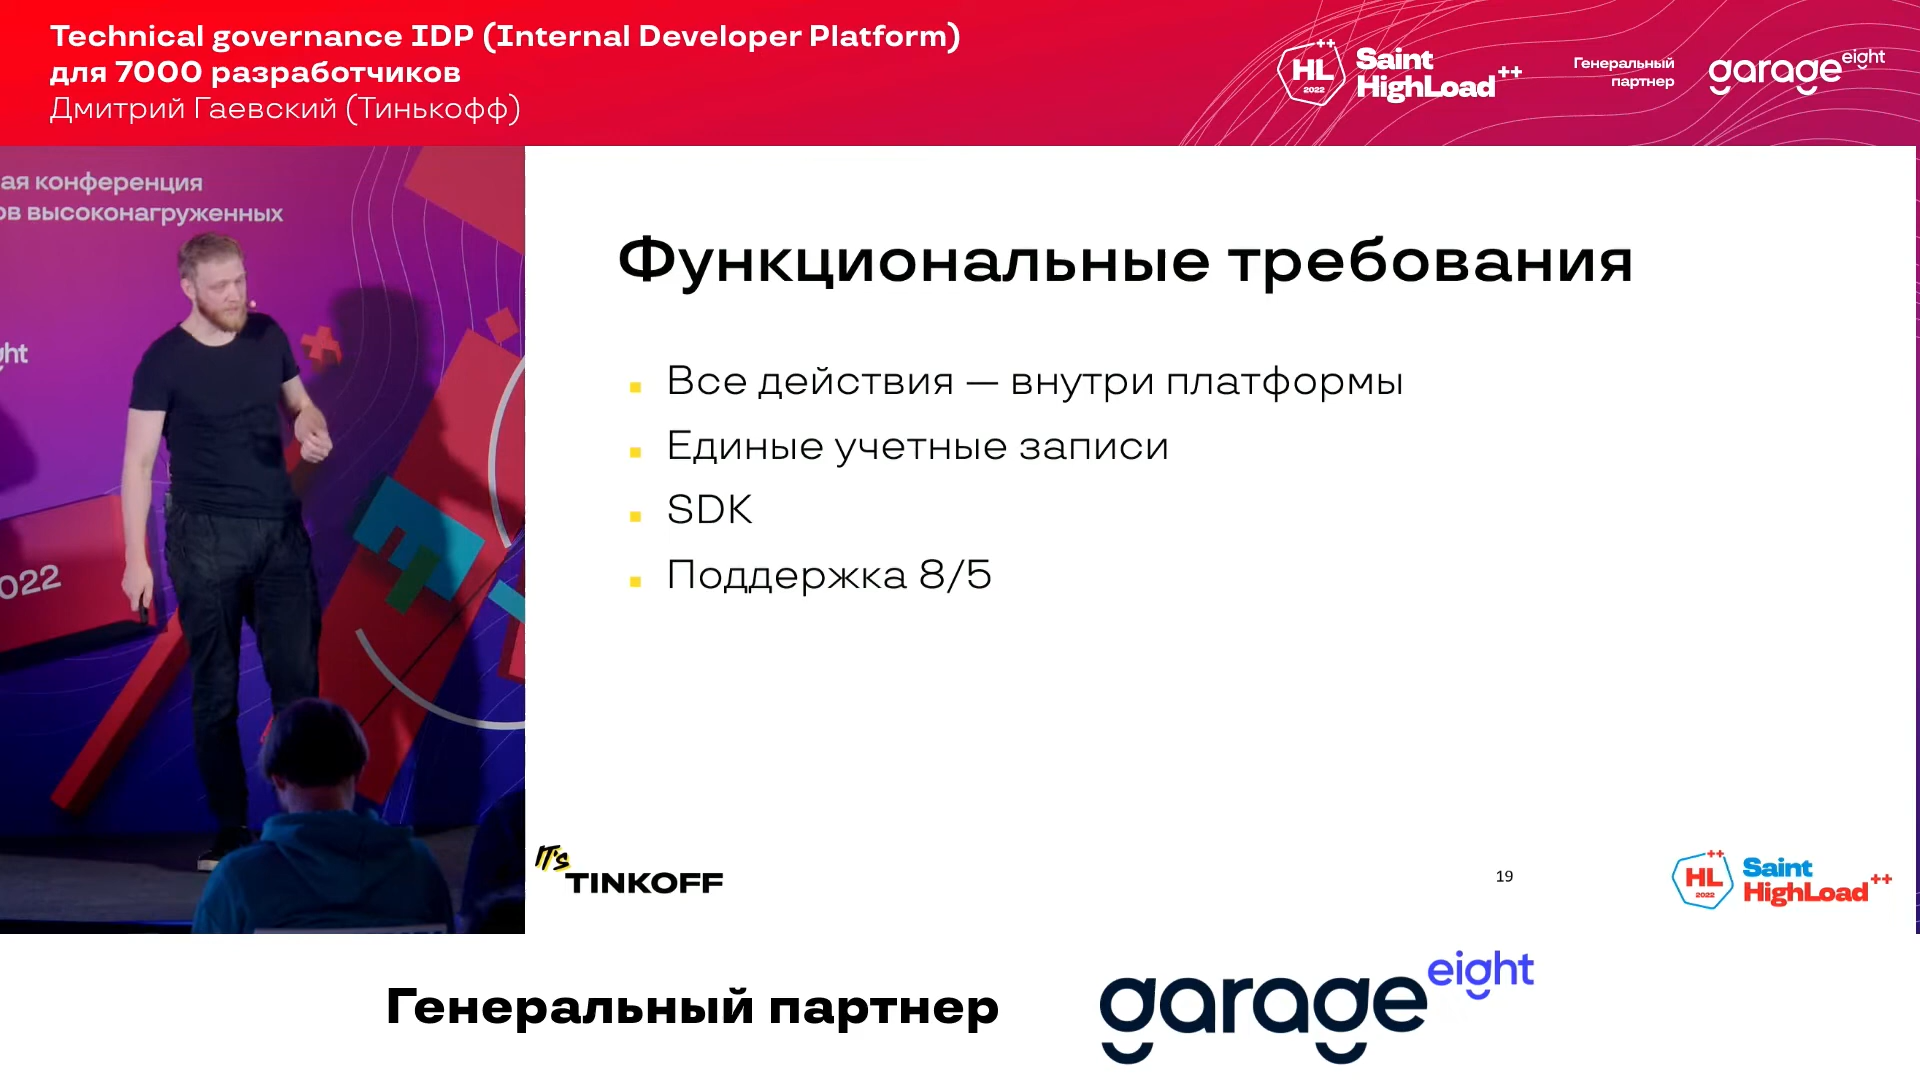 Technical governance IDP (Internal Developer Platform)
для 7000 разработчиков
Дмитрий Гаевский (Тинькофф)
HL++
2022
Saint
HighLoad++
Генеральный
партнер
garage eight
ая конференция
ов высоконагруженных
ht
022
Функциональные требования
Все действия — внутри платформы
Единые учетные записи
SDK
Поддержка 8/5
IT's
TINKOFF
19
HL++
2022
Saint
HighLoad++
Генеральный партнер
garage eight